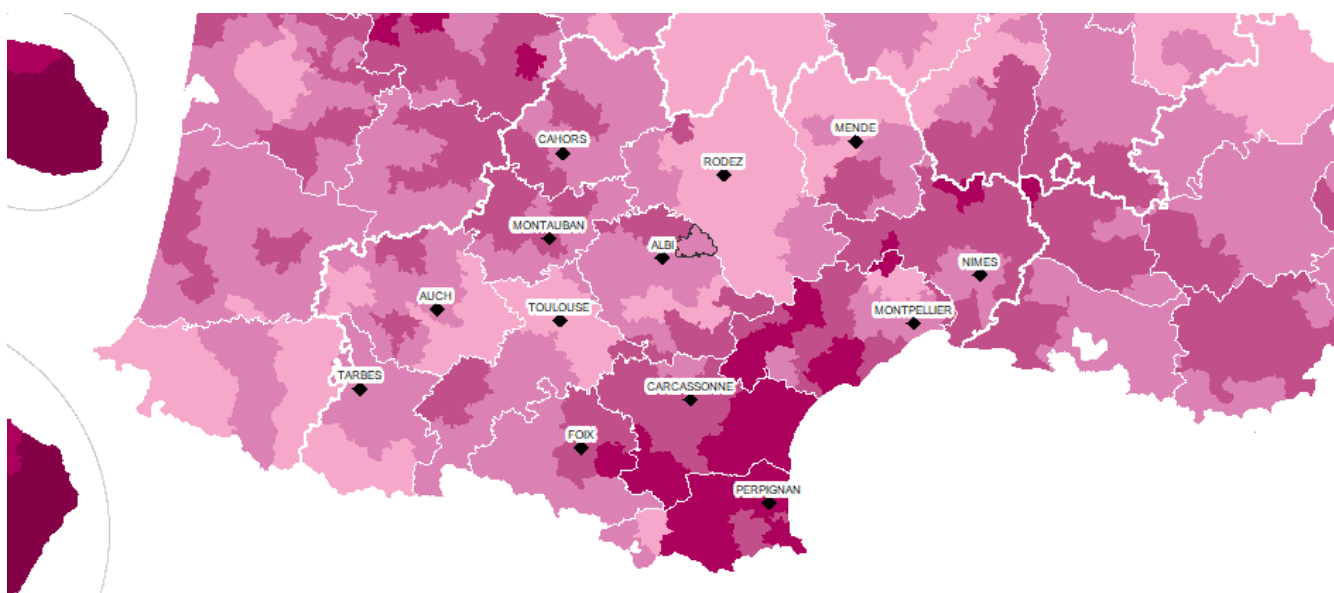 MENDE
CAHORS
RODEZ
MONTAUBAN
ALBI
NIMES
AUCH
TOULOUSE
MONTPELLIER
TARBES
CARCASSONNE
FOIX
PERPIGNAN